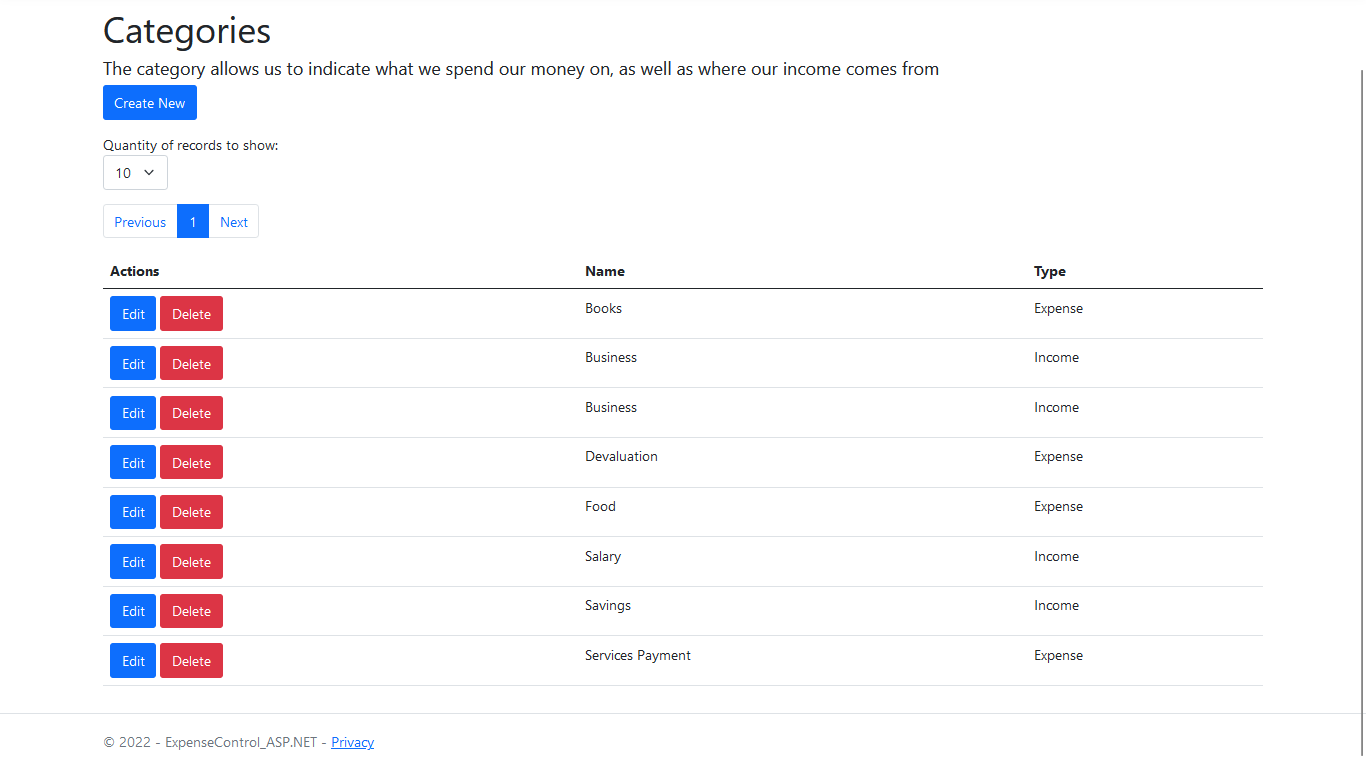 Categories
The category allows us to indicate what we spend our money on, as well as where our income comes from
Create New
Quantity of records to show:
10
Previous 1 Next
Actions Name Type
Edit Delete Books Expense
Edit Delete Business Income
Edit Delete Business Income
Edit Delete Devaluation Expense
Edit Delete Food Expense
Edit Delete Salary Income
Edit Delete Savings Income
Edit Delete Services Payment Expense
© 2022 - ExpenseControl_ASP.NET - Privacy